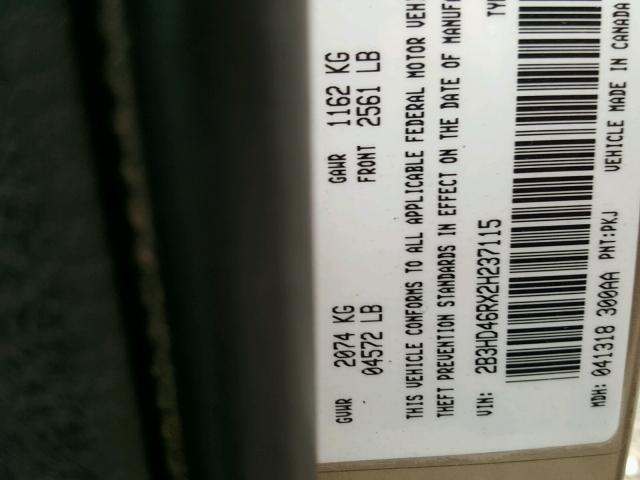 GVWR 2074 KG GAWR 1162 KG
04572 LB FRONT 2561 LB
THIS VEHICLE CONFORMS TO ALL APPLICABLE FEDERAL MOTOR VEH
THEFT PREVENTION STANDARDS IN EFFECT ON THE DATE OF MANUF
VIN: 2B3HD46RX2H237115 TY
MDH: 041318 300AA PNT:PKJ VEHICLE MADE IN CANADA